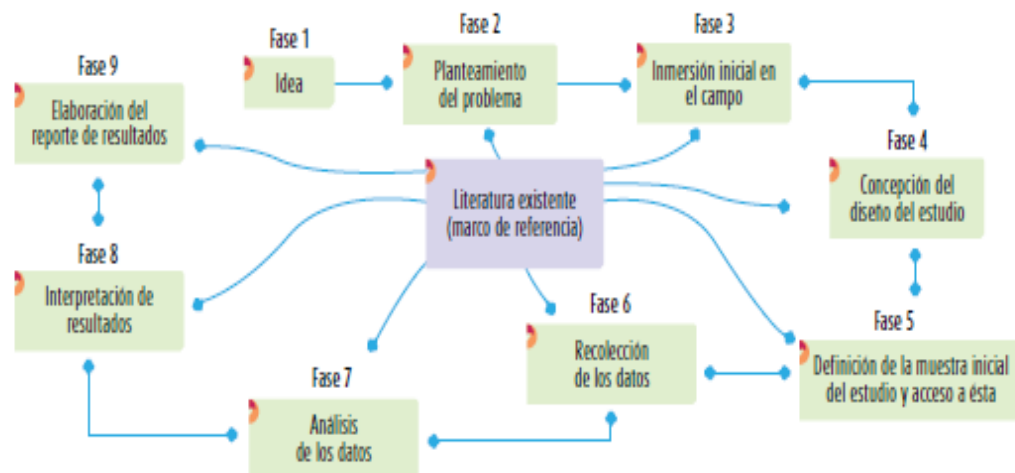 Fase 1
Idea
Fase 2
Planteamiento
del problema
Fase 3
Inmersión inicial en
el campo
Fase 4
Concepción del
diseño del estudio
Fase 5
Definición de la muestra inicial
del estudio y acceso a ésta
Fase 6
Recolección
de los datos
Fase 7
Análisis
de los datos
Fase 8
Interpretación de
resultados
Fase 9
Elaboración del
reporte de resultados
Literatura existente
(marco de referencia)